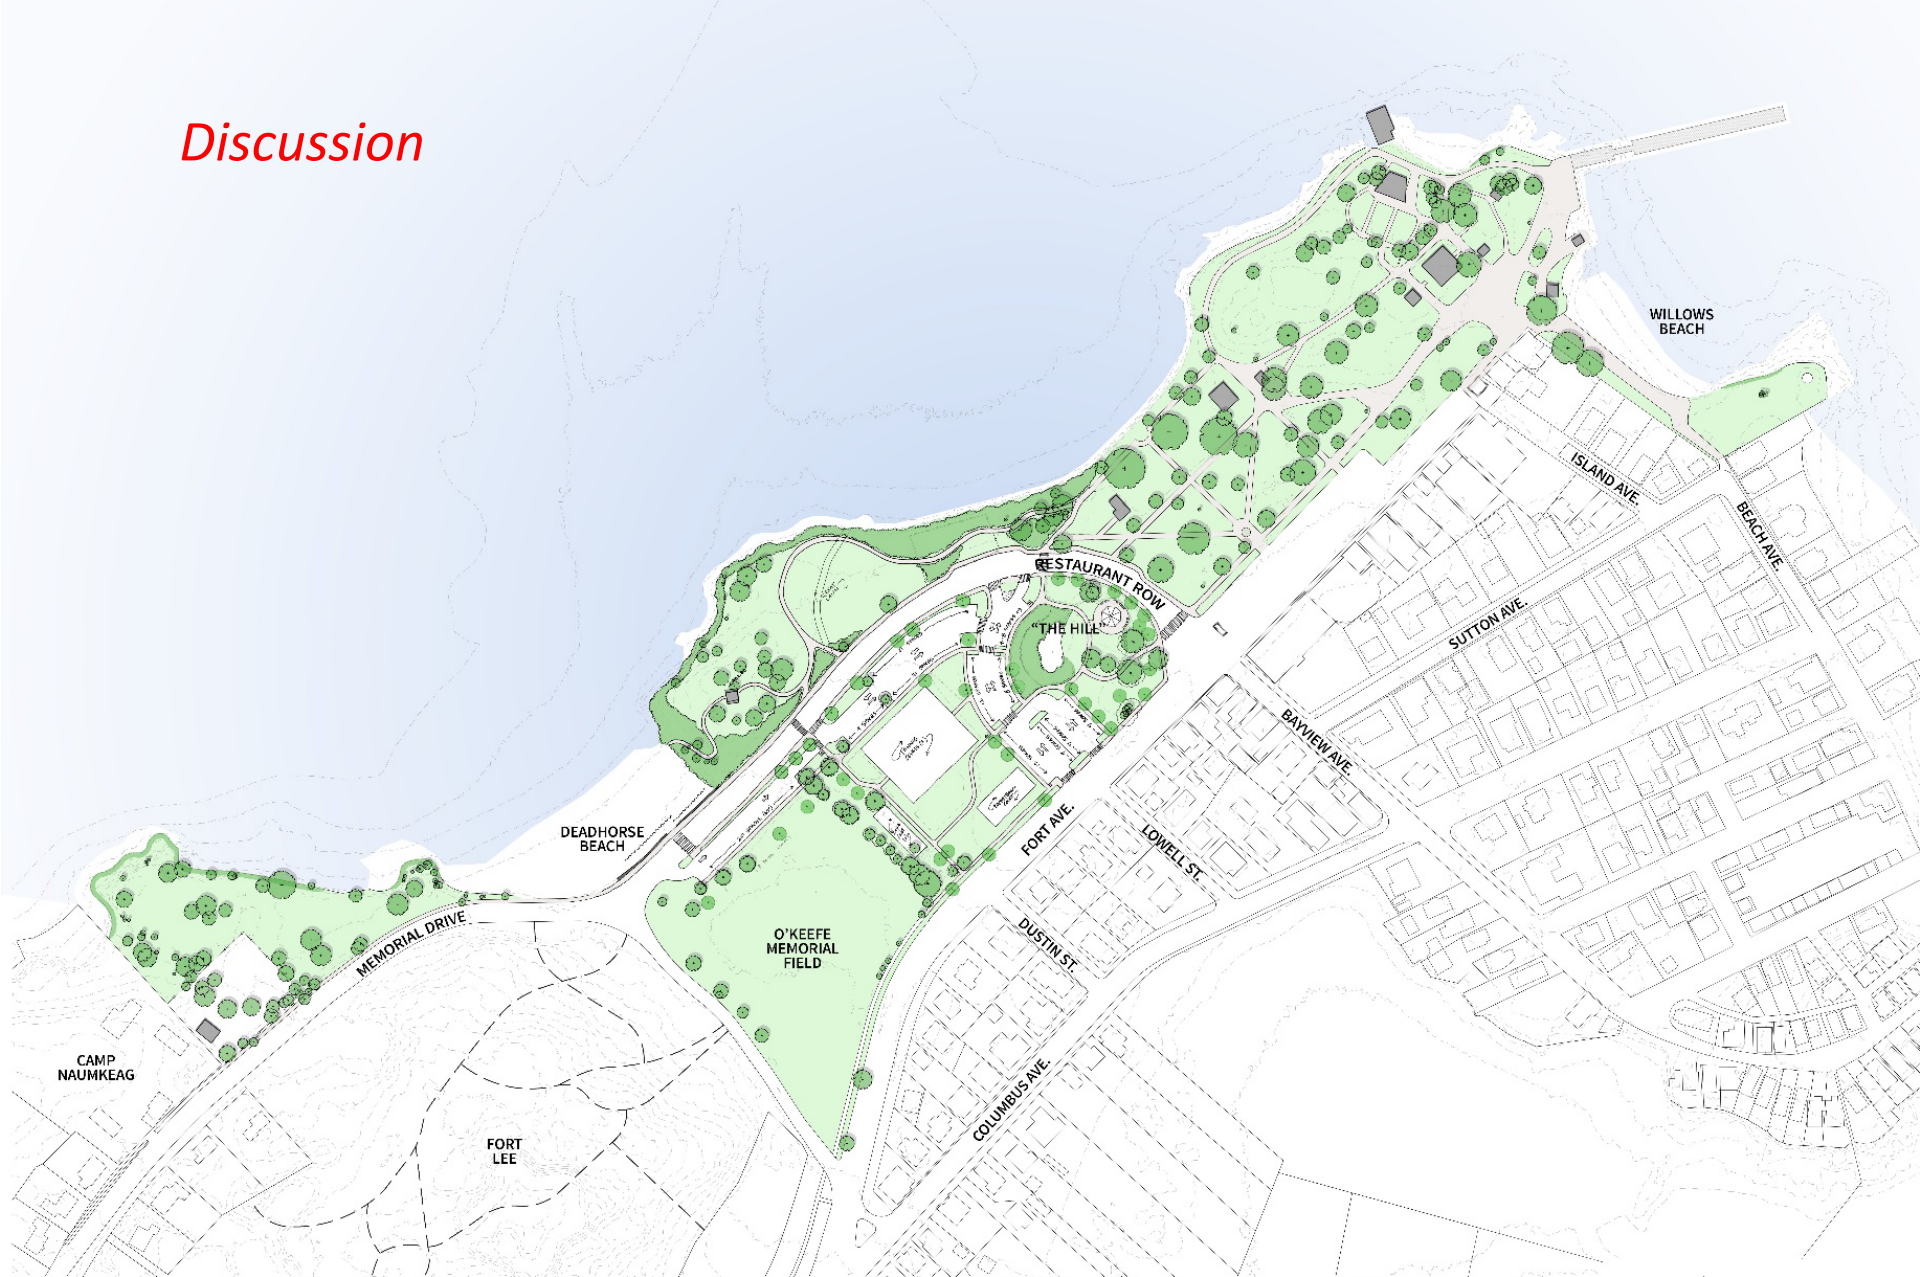 Discussion
WILLOWS
BEACH
ISLAND AVE.
BEACH AVE.
RESTAURANT ROW
SUTTON AVE.
"THE HILL"
BAYVIEW AVE.
DEADHORSE
BEACH
FORT AVE.
LOWELL ST.
MEMORIAL DRIVE
O'KEEFE
MEMORIAL
FIELD
DUSTIN ST.
CAMP
NAUMKEAG
COLUMBUS AVE.
FORT
LEE